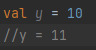 val y = 10
//y = 11